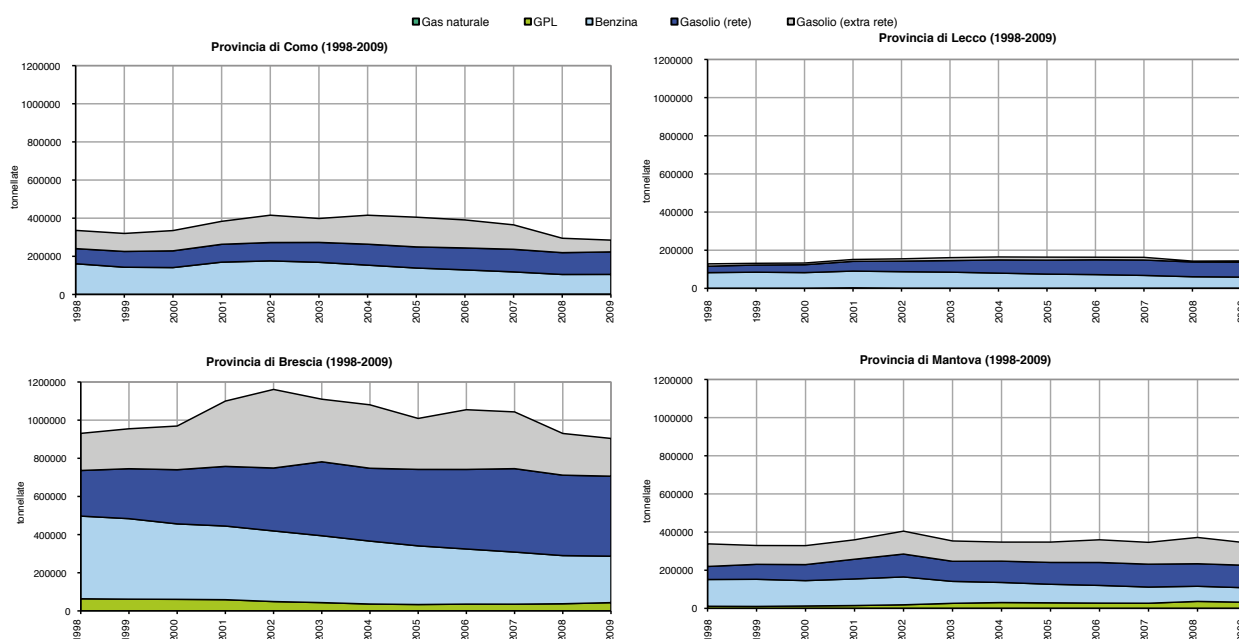 Gas naturale GPL Benzina Gasolio (rete) Gasolio (extra rete)
Provincia di Como (1998-2009)
1200000
1000000
800000
600000
400000
200000
0
tonnellate
1998 1999 2000 2001 2002 2003 2004 2005 2006 2007 2008 2009
Provincia di Lecco (1998-2009)
1200000
1000000
800000
600000
400000
200000
0
1998 1999 2000 2001 2002 2003 2004 2005 2006 2007 2008
Provincia di Brescia (1998-2009)
1200000
1000000
800000
600000
400000
200000
0
tonnellate
1998 1999 2000 2001 2002 2003 2004 2005 2006 2007 2008 2009
Provincia di Mantova (1998-2009)
1200000
1000000
800000
600000
400000
200000
0
1998 1999 2000 2001 2002 2003 2004 2005 2006 2007 2008